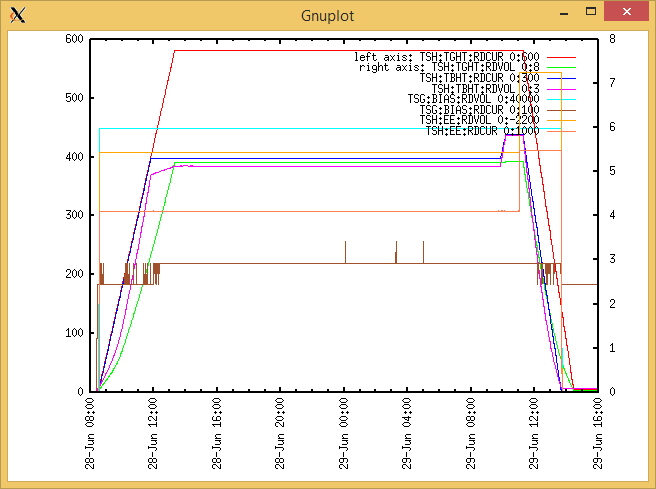 Gnuplot
600
8
left axis: TSH:TGHT:RDCUR 0:600
right axis: TSH:TGHT:RDVOL 0:8
TSH:TBHT:RDCUR 0:300
TSH:TBHT:RDVOL 0:3
TSG:BIAS:RDVOL 0:40000
TSG:BIAS:RDCUR 0:100
TSH:EE:RDVOL 0:-2200
TSH:EE:RDCUR 0:1000
500
7
400
6
300
5
200
4
100
3
0
2
1
0
28-Jun 08:00
28-Jun 12:00
28-Jun 16:00
28-Jun 20:00
29-Jun 00:00
29-Jun 04:00
29-Jun 08:00
29-Jun 12:00
29-Jun 16:00